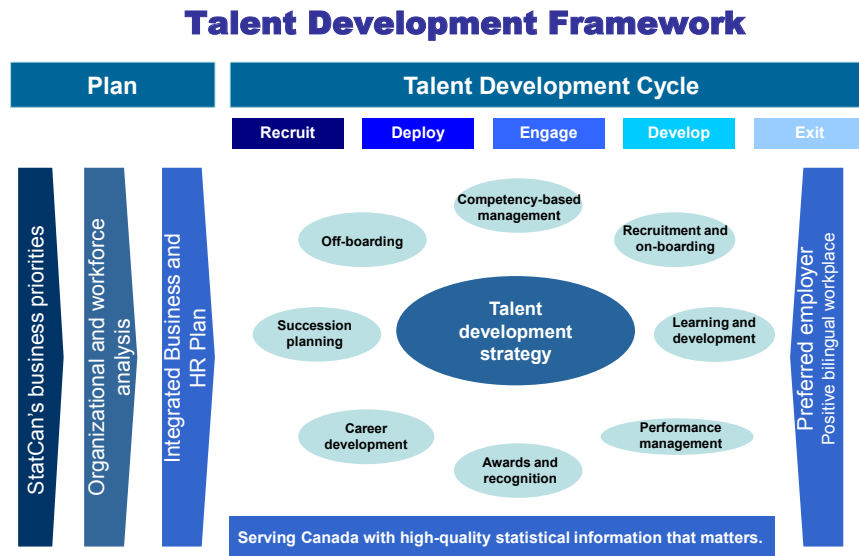 Talent Development Framework
Plan
Talent Development Cycle
Recruit
Deploy
Engage
Develop
Exit
StatCan's business priorities
Organizational and workforce
analysis
Integrated Business and
HR Plan
Competency-based
management
Recruitment and
on-boarding
Learning and
development
Performance
management
Awards and
recognition
Career
development
Succession
planning
Off-boarding
Talent
development
strategy
Preferred employer
Positive bilingual workplace
Serving Canada with high-quality statistical information that matters.